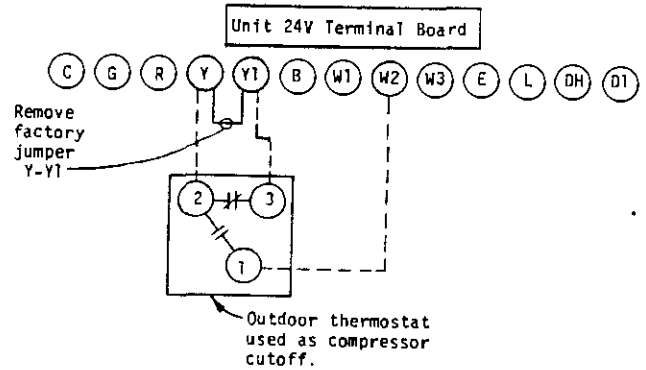 Unit 24V Terminal Board
C G R Y Y1 B W1 W2 W3 E L DH D1
Remove
factory
jumper
Y-Y1
2 3
1
Outdoor thermostat
used as compressor
cutoff.